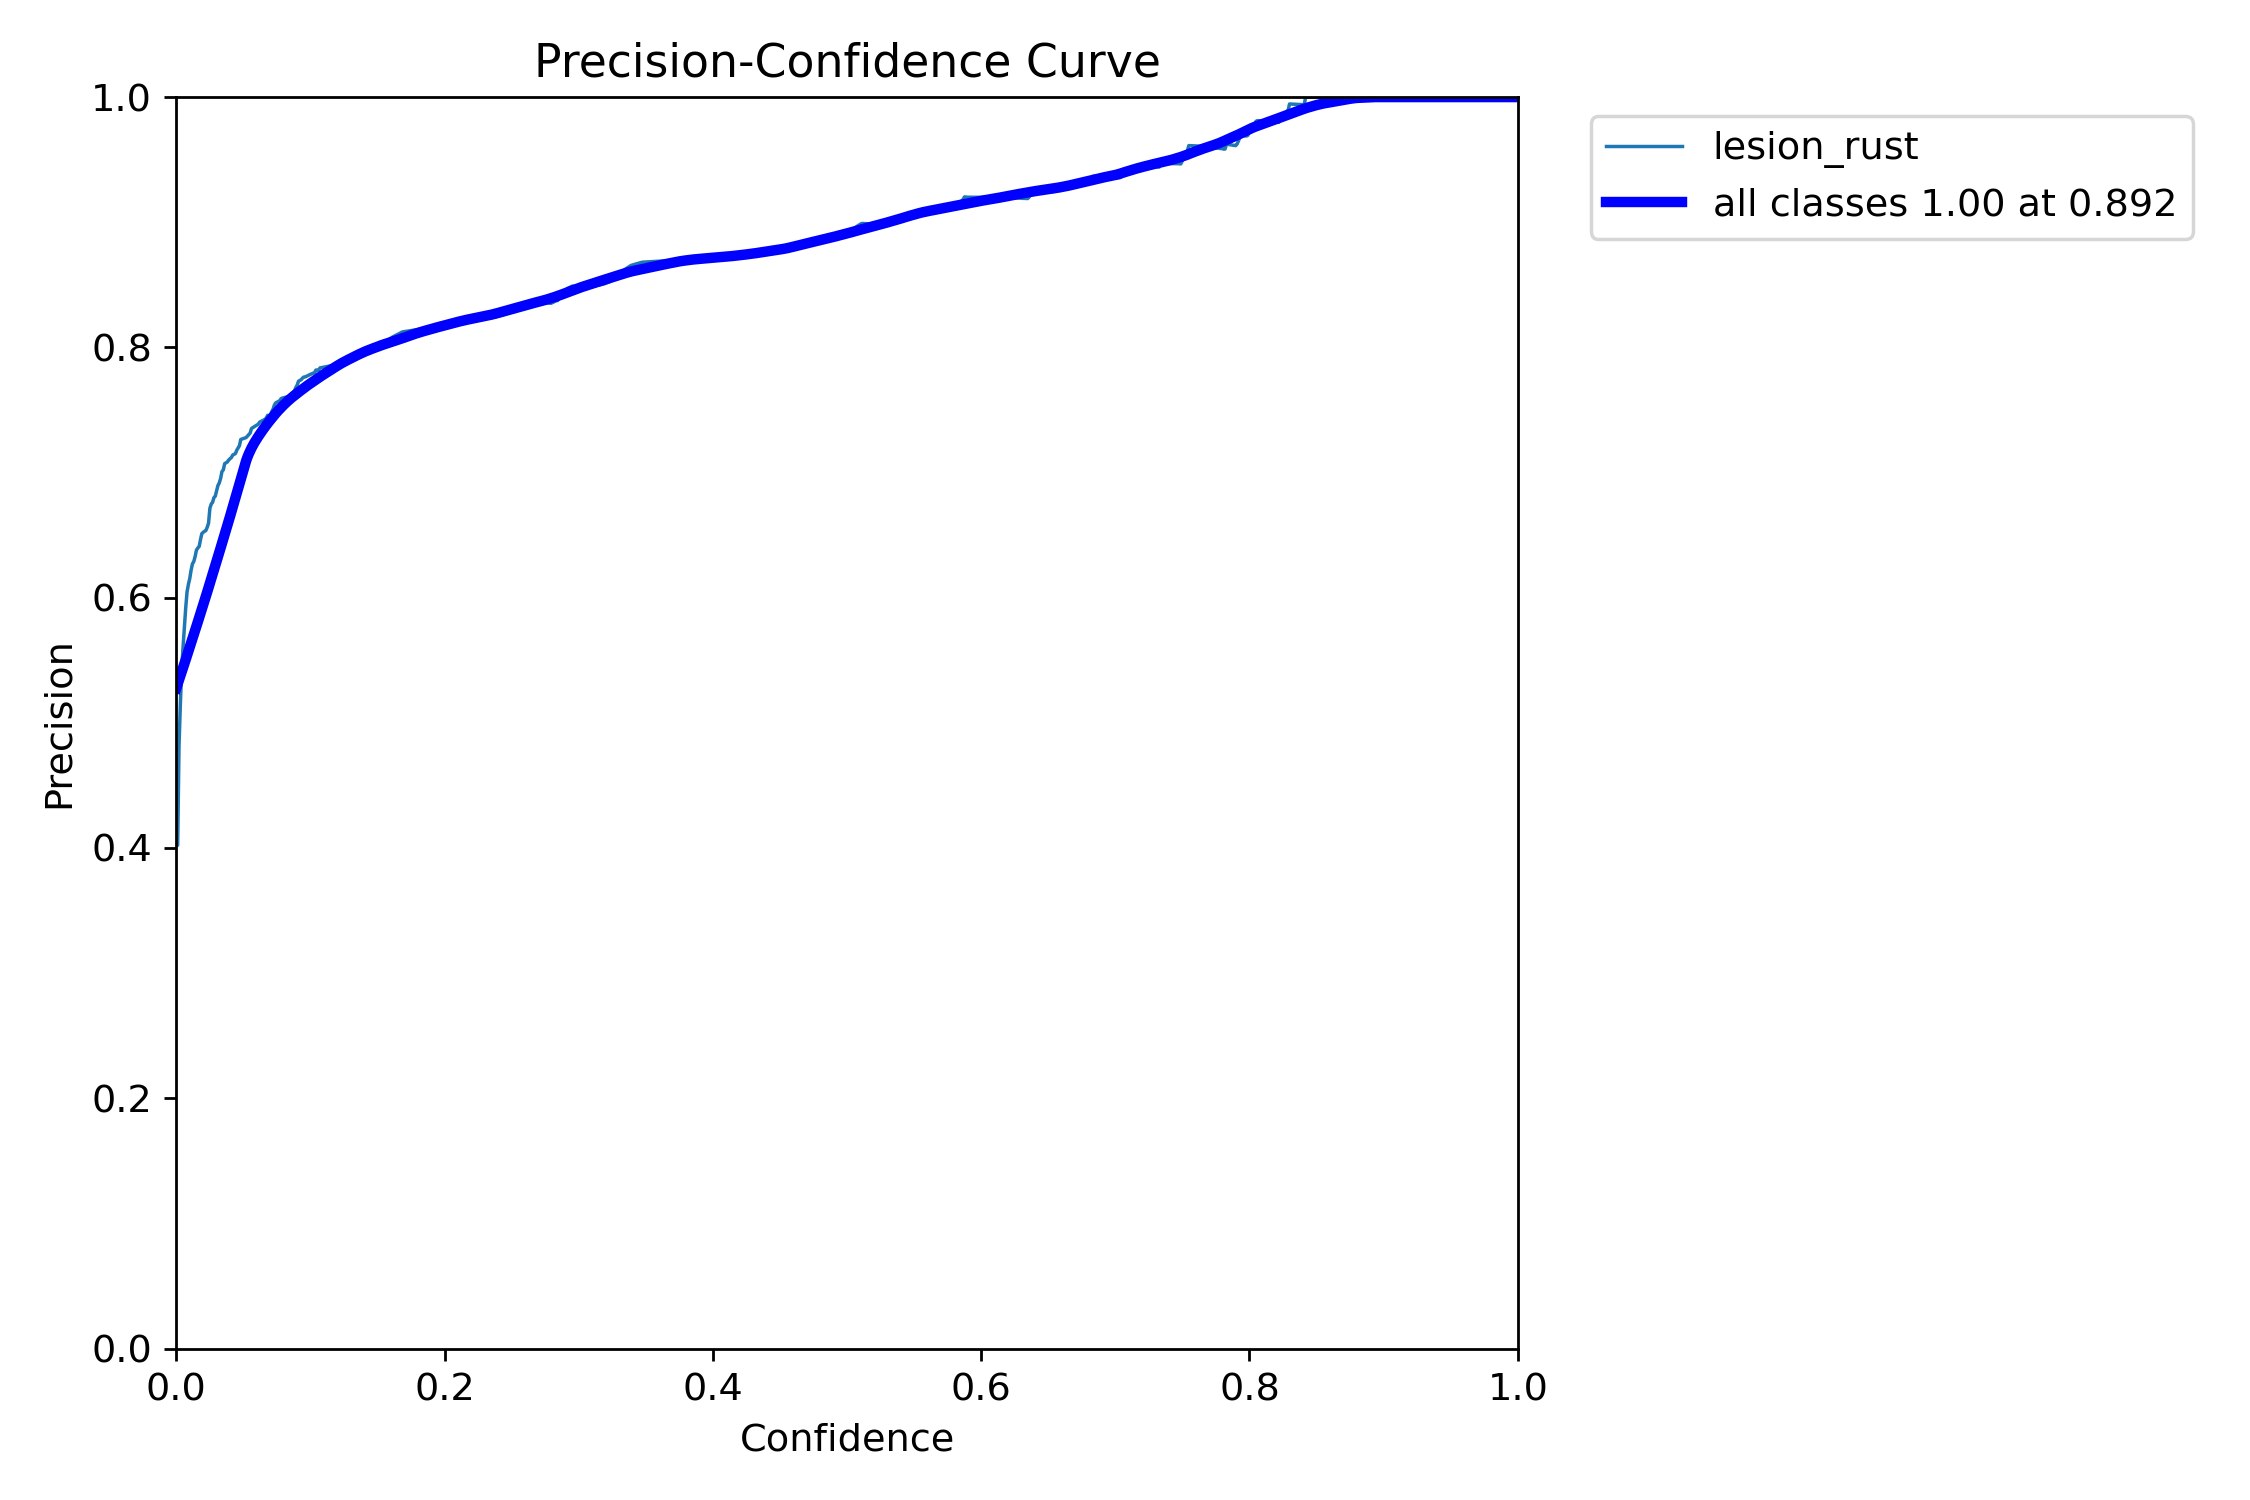 Precision-Confidence Curve
1.0
0.8
0.6
0.4
0.2
0.0
Precision
0.0 0.2 0.4 0.6 0.8 1.0
Confidence
lesion_rust
all classes 1.00 at 0.892